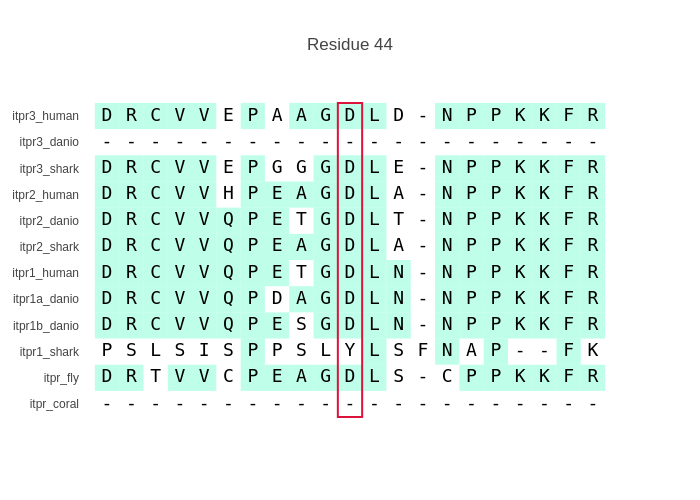 Residue 44
itpr3_human D R C V V E P A A G D L D - N P P K K F R
itpr3_danio - - - - - - - - - - - - - - - - - - - - -
itpr3_shark D R C V V E P G G G D L E - N P P K K F R
itpr2_human D R C V V H P E A G D L A - N P P K K F R
itpr2_danio D R C V V Q P E T G D L T - N P P K K F R
itpr2_shark D R C V V Q P E A G D L A - N P P K K F R
itpr1_human D R C V V Q P E T G D L N - N P P K K F R
itpr1a_danio D R C V V Q P D A G D L N - N P P K K F R
itpr1b_danio D R C V V Q P E S G D L N - N P P K K F R
itpr1_shark P S L S I S P P S L Y L S F N A P - - F K
itpr_fly D R T V V C P E A G D L S - C P P K K F R
itpr_coral - - - - - - - - - - - - - - - - - - - - -